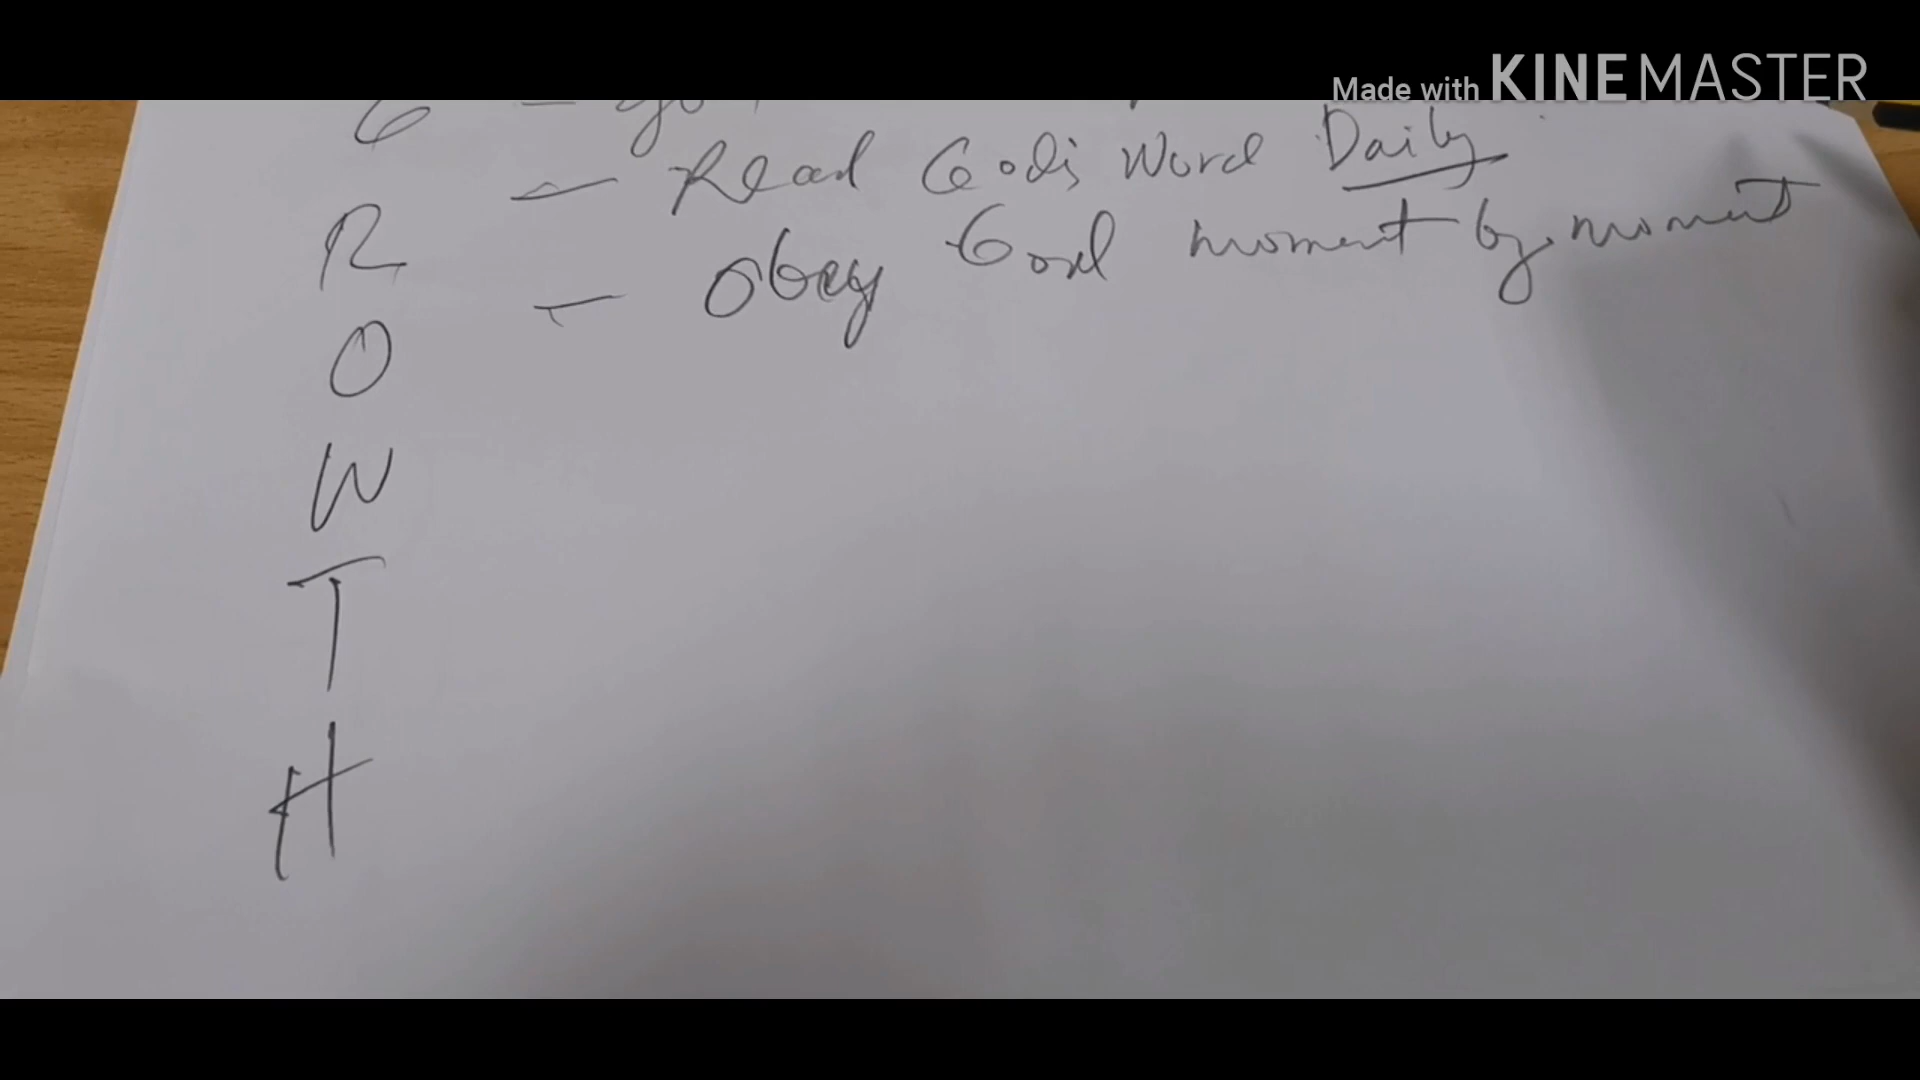 Made with KINEMASTER
G -
R - Read God's Word Daily
O - obey God moment by moment
W
T
H